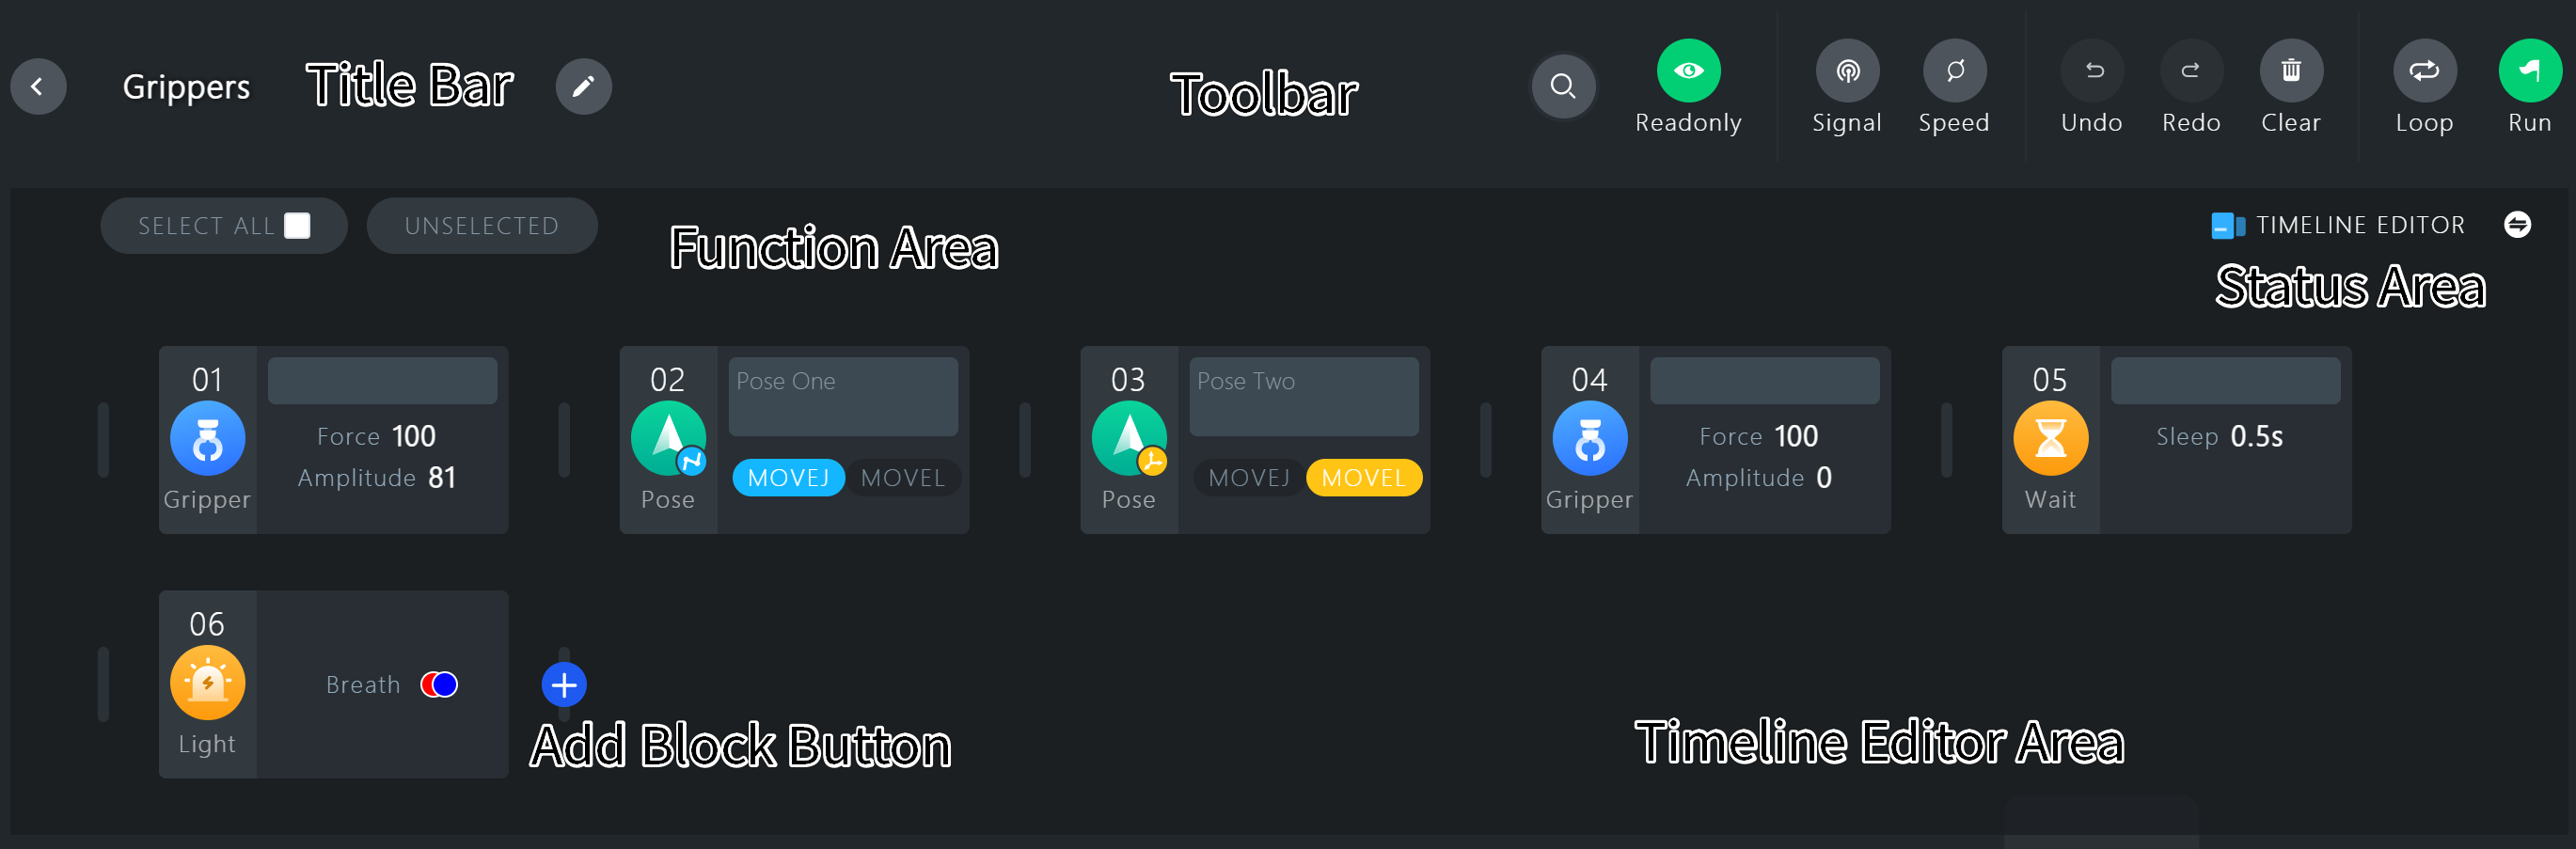 Grippers
Title Bar
Toolbar
Readonly
Signal
Speed
Undo
Redo
Clear
Loop
Run
SELECT ALL
UNSELECTED
Function Area
TIMELINE EDITOR
Status Area
01
Gripper
Force 100
Amplitude 81
02
Pose
Pose One
MOVEJ MOVEL
03
Pose
Pose Two
MOVEJ MOVEL
04
Gripper
Force 100
Amplitude 0
05
Wait
Sleep 0.5s
06
Light
Breath
Add Block Button
Timeline Editor Area